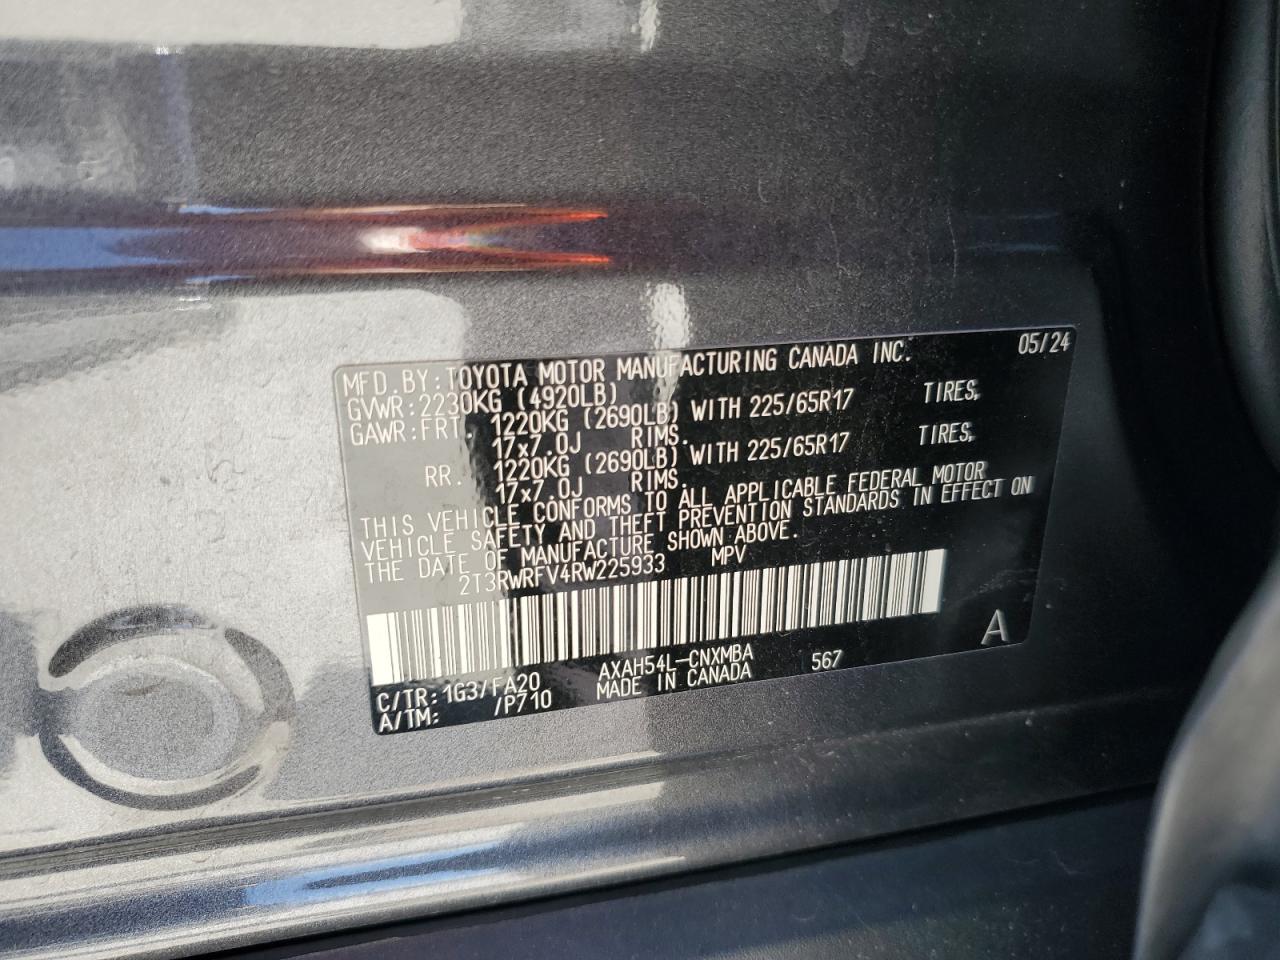 MFD.BY:TOYOTA MOTOR MANUFACTURING CANADA INC. 05/24
GVWR:2230KG (4920LB)
GAWR:FRT. 1220KG (2690LB) WITH 225/65R17 TIRES,
17x7.0J RIMS.
RR. 1220KG (2690LB) WITH 225/65R17 TIRES,
17x7.0J RIMS.
THIS VEHICLE CONFORMS TO ALL APPLICABLE FEDERAL MOTOR
VEHICLE SAFETY AND THEFT PREVENTION STANDARDS IN EFFECT ON
THE DATE OF MANUFACTURE SHOWN ABOVE.
2T3RWRFV4RW225933 MPV
C/TR:1G3/FA20 AXAH54L-CNXMBA 567 A
A/TM: /P710 MADE IN CANADA